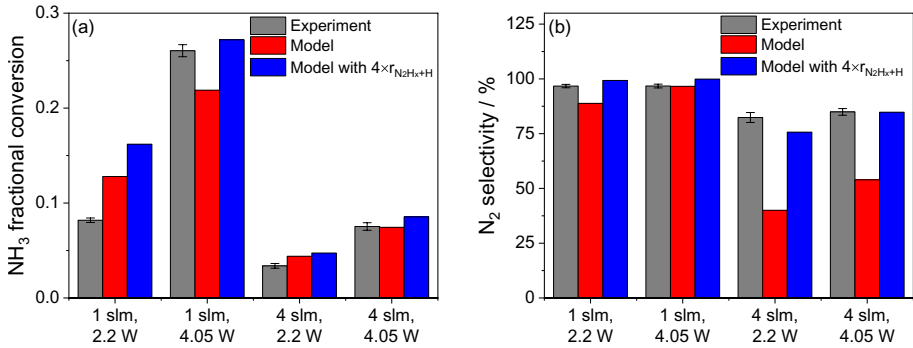 (a)
Experiment
Model
Model with 4×r_N₂Hₓ+H
NH₃ fractional conversion
0.3
0.2
0.1
0.0
1 slm,
2.2 W
1 slm,
4.05 W
4 slm,
2.2 W
4 slm,
4.05 W
(b)
Experiment
Model
Model with 4×r_N₂Hₓ+H
N₂ selectivity / %
125
100
75
50
25
0
1 slm,
2.2 W
1 slm,
4.05 W
4 slm,
2.2 W
4 slm,
4.05 W